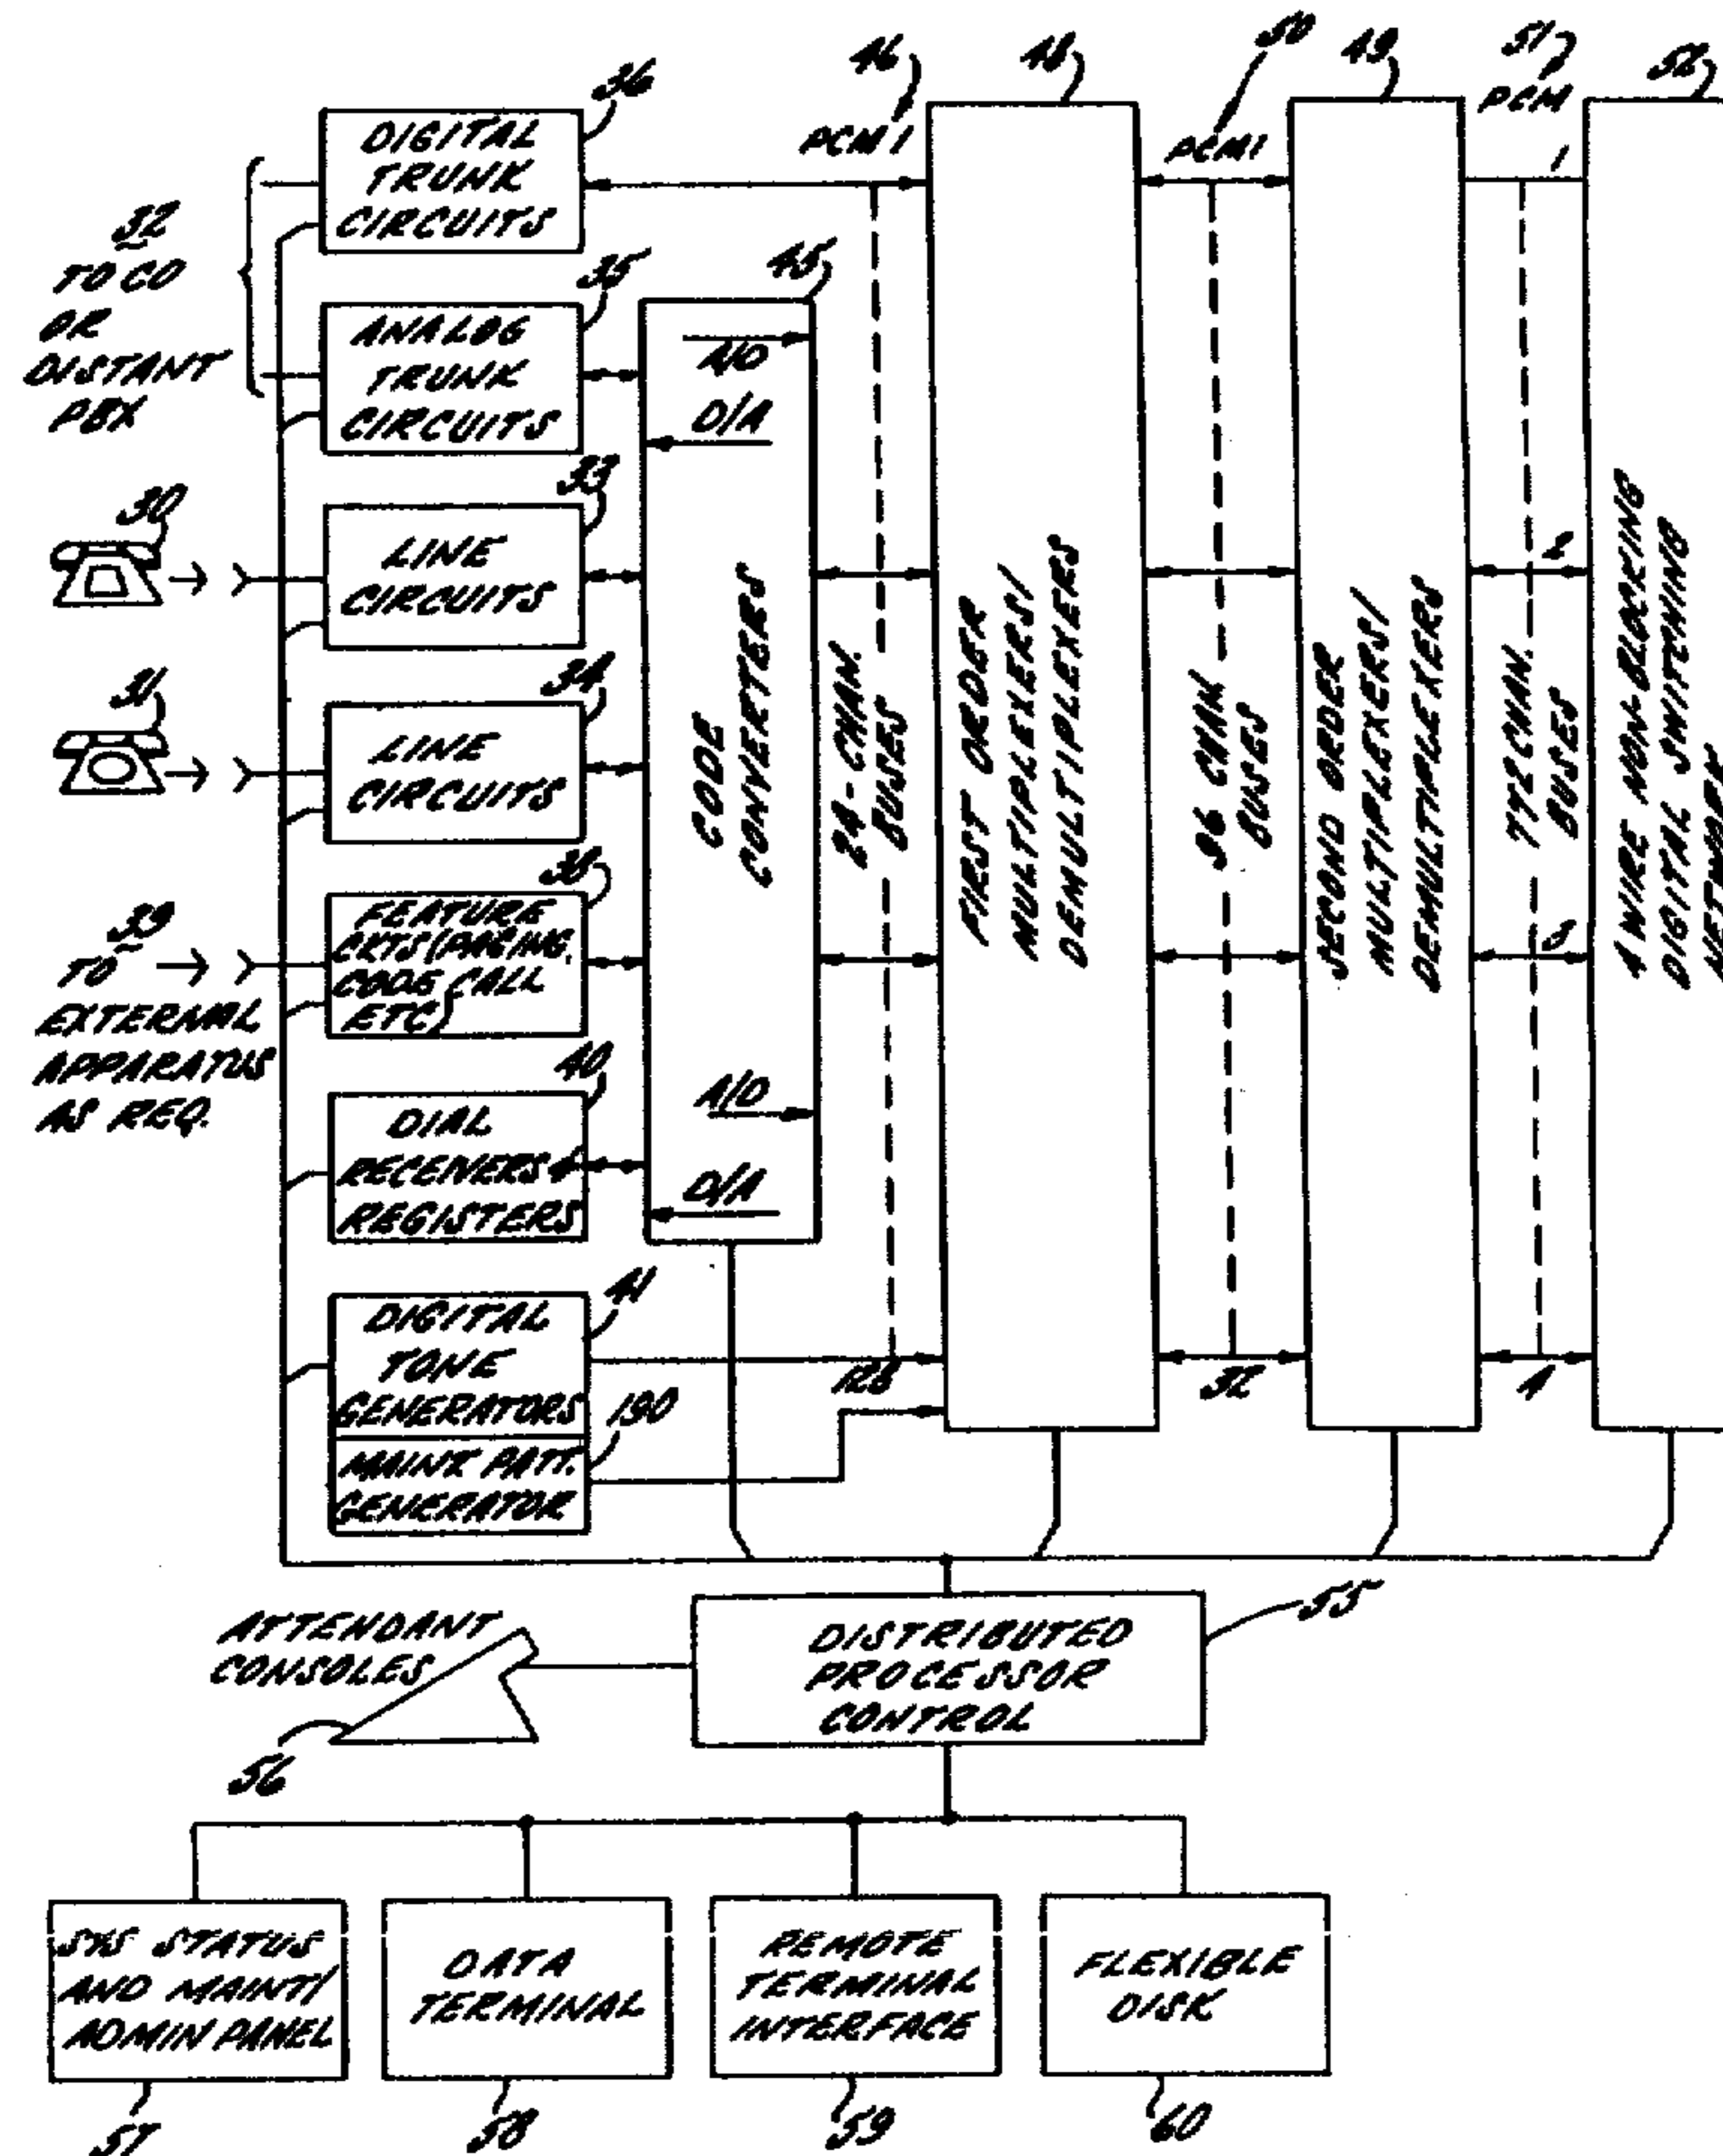 36
DIGITAL
TRUNK
CIRCUITS
32
TO CO
OR
DISTANT
PBX
35
ANALOG
TRUNK
CIRCUITS
30
33
LINE
CIRCUITS
31
34
LINE
CIRCUITS
39
TO
EXTERNAL
APPARATUS
AS REQ.
FEATURE
CKTS (PAGING,
CODE CALL
ETC)
40
DIAL
RECEIVERS +
REGISTERS
41
DIGITAL
TONE
GENERATORS
190
MAINT. PATT.
GENERATOR
45
A/D
D/A
CODE
CONVERTERS
A/D
D/A
46
PCM 1
24-CHAN.
BUSES
128
48
FIRST ORDER
MULTIPLEXERS/
DEMULTIPLEXERS
50
PCM 1
96 CHAN.
BUSES
32
49
SECOND ORDER
MULTIPLEXERS/
DEMULTIPLEXERS
51
PCM
1
2
772 CHAN.
BUSES
3
4
52
4 WIRE NON-BLOCKING
DIGITAL SWITCHING
NETWORK
55
DISTRIBUTED
PROCESSOR
CONTROL
ATTENDANT
CONSOLES
56
SYS STATUS
AND MAINT/
ADMIN PANEL
57
DATA
TERMINAL
58
REMOTE
TERMINAL
INTERFACE
59
FLEXIBLE
DISK
60